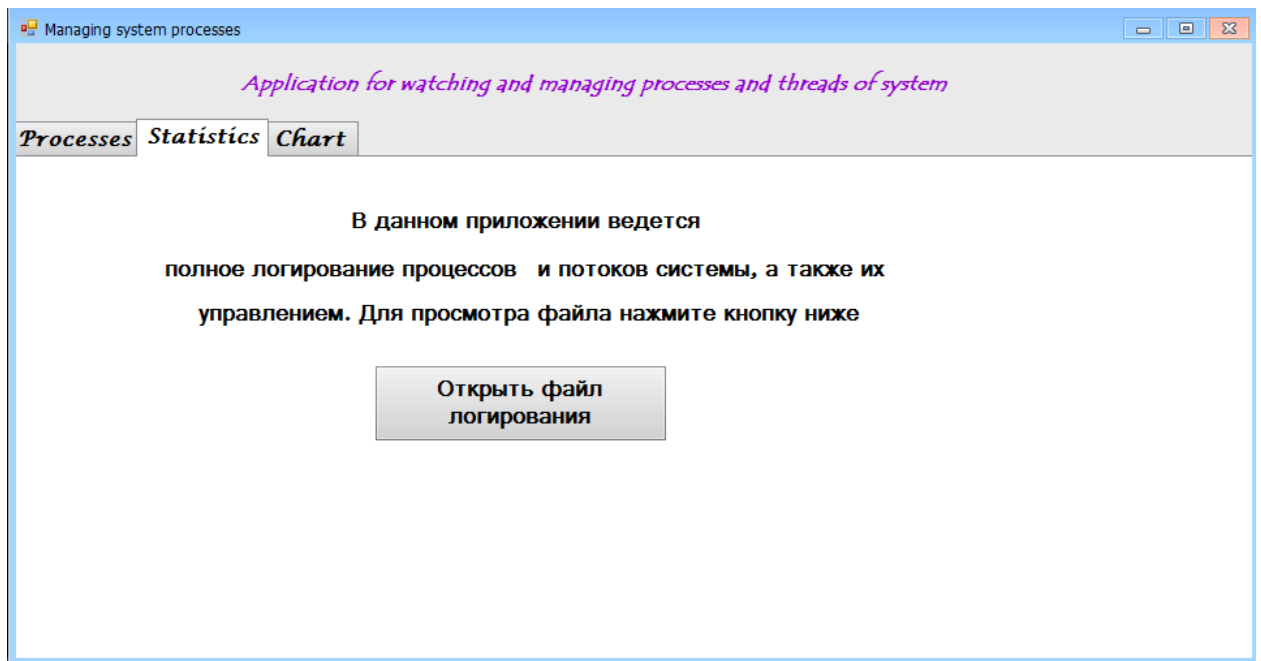 Managing system processes
Application for watching and managing processes and threads of system
Processes Statistics Chart
В данном приложении ведется
полное логирование процессов и потоков системы, а также их
управлением. Для просмотра файла нажмите кнопку ниже
Открыть файл
логирования